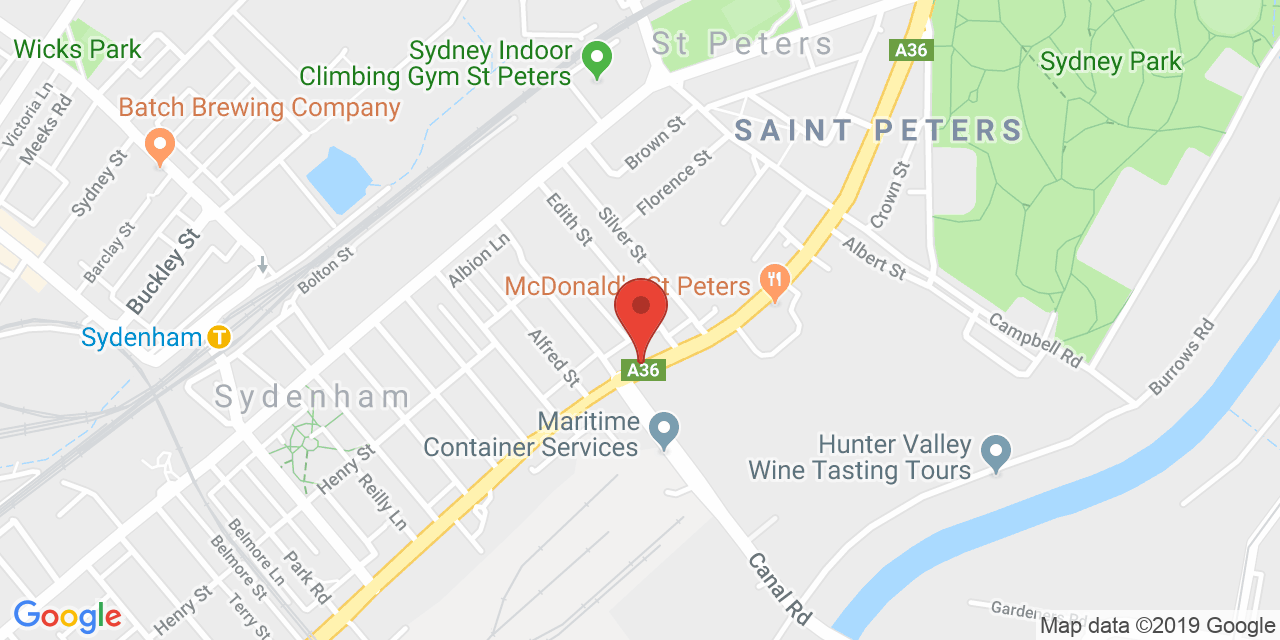 Wicks Park
Sydney Indoor
Climbing Gym St Peters
St Peters
A36
Sydney Park
Victoria Ln
Meeks Rd
Batch Brewing Company
SAINT PETERS
Brown St
Florence St
Sydney St
Crown St
Edith St
Silver St
Barclay St
Buckley St
Bolton St
Albion Ln
Albert St
McDonald's St Peters
Sydenham
T
Campbell Rd
Burrows Rd
Alfred St
A36
Sydenham
Maritime
Container Services
Hunter Valley
Wine Tasting Tours
Henry St
Reilly Ln
Belmore Ln
Belmore St
Park Rd
Henry St
Terry St
Canal Rd
Google
Map data ©2019 Google